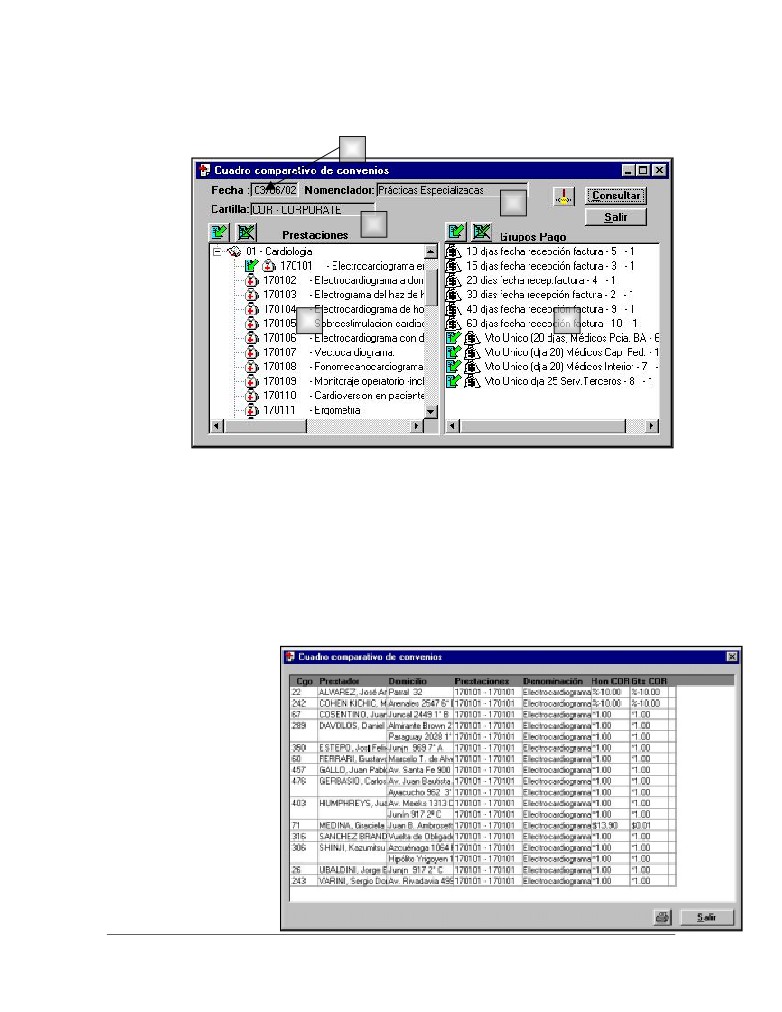 Cuadro comparativo de convenios
Fecha : 03/06/02 Nomenclador: Prácticas Especializadas Consultar
Cartilla: COR - CORPORATE Salir
Prestaciones Grupos Pago
01 - Cardiologia 10 dias fecha recepción factura - 5 - 1
170101 - Electrocardiograma en 15 dias fecha recepción factura - 3 - 1
170102 - Electrocardiograma a dom 20 dias fecha recep.factura - 4 - 1
170103 - Electrograma del haz de h 30 dias fecha recepción factura - 2 - 1
170104 - Electrocardiograma de ho 40 dias fecha recepción factura - 9 - 1
170105 Sobreestimulacion cardiac 60 dias fecha recepción factura 10 - 1
170106 - Electrocardiograma con d Vto Unico (20 dias, Médicos Pcia. BA - 6
170107 - Vectocardiograma. Vto Unico (dia 20) Médicos Cap. Fed. - 1
170108 - Fonomecanocardiograma Vto Unico (dia 20) Médicos Interior - 7 -
170109 - Monitoraje operatorio (incl Vto Unico dia 25 Serv.Terceros - 8 - 1
170110 - Cardioversion en paciente
170111 - Ergometria
Cuadro comparativo de convenios
Cgo Prestador Domicilio Prestaciones Denominación Hon COR Gts COR
22 ALVAREZ, José Ar Parral 32 170101 - 170101 Electrocardiograma %-10.00 %-10.00
242 COHEN KICHIC, M Arenales 2547 6° 170101 - 170101 Electrocardiograma %-10.00 %-10.00
67 COSENTINO, Juan Juncal 2449 1° B 170101 - 170101 Electrocardiograma *1.00 *1.00
289 DAVOLOS, Daniel Almirante Brown 2 170101 - 170101 Electrocardiograma *1.00 *1.00
Paraguay 2028 1° 170101 - 170101 Electrocardiograma *1.00 *1.00
ESTEPO, José Felix Junin 969 7° A 170101 - 170101 Electrocardiograma *1.00 *1.00
60 FERRARI, Gustavo Marcelo T. de Alve 170101 - 170101 Electrocardiograma *1.00 *1.00
457 GALLO, Juan Pablo Av. Santa Fe 900 170101 - 170101 Electrocardiograma *1.00 *1.00
476 GERBASIO, Carlos Av. Juan Bautista 170101 - 170101 Electrocardiograma *1.00 *1.00
Ayacucho 962 3° 170101 - 170101 Electrocardiograma *1.00 *1.00
403 HUMPHREYS, Jua Av. Meeks 1313 D 170101 - 170101 Electrocardiograma *1.00 *1.00
Junín 917 2° C 170101 - 170101 Electrocardiograma *1.00 *1.00
71 MEDINA, Graciela Juan B. Ambrosett 170101 - 170101 Electrocardiograma $13.90 $0.01
316 SANCHEZ BRAND Vuelta de Obligado 170101 - 170101 Electrocardiograma *1.00 *1.00
306 SHINJI, Kazumitsu Azcuénaga 1064 170101 - 170101 Electrocardiograma *1.00 *1.00
Hipólito Yrigoyen 1 170101 - 170101 Electrocardiograma *1.00 *1.00
26 UBALDINI, Jorge E Junin 917 2° C 170101 - 170101 Electrocardiograma *1.00 *1.00
243 VARINI, Sergio Do Av. Rivadavia 499 170101 - 170101 Electrocardiograma *1.00 *1.00
Salir